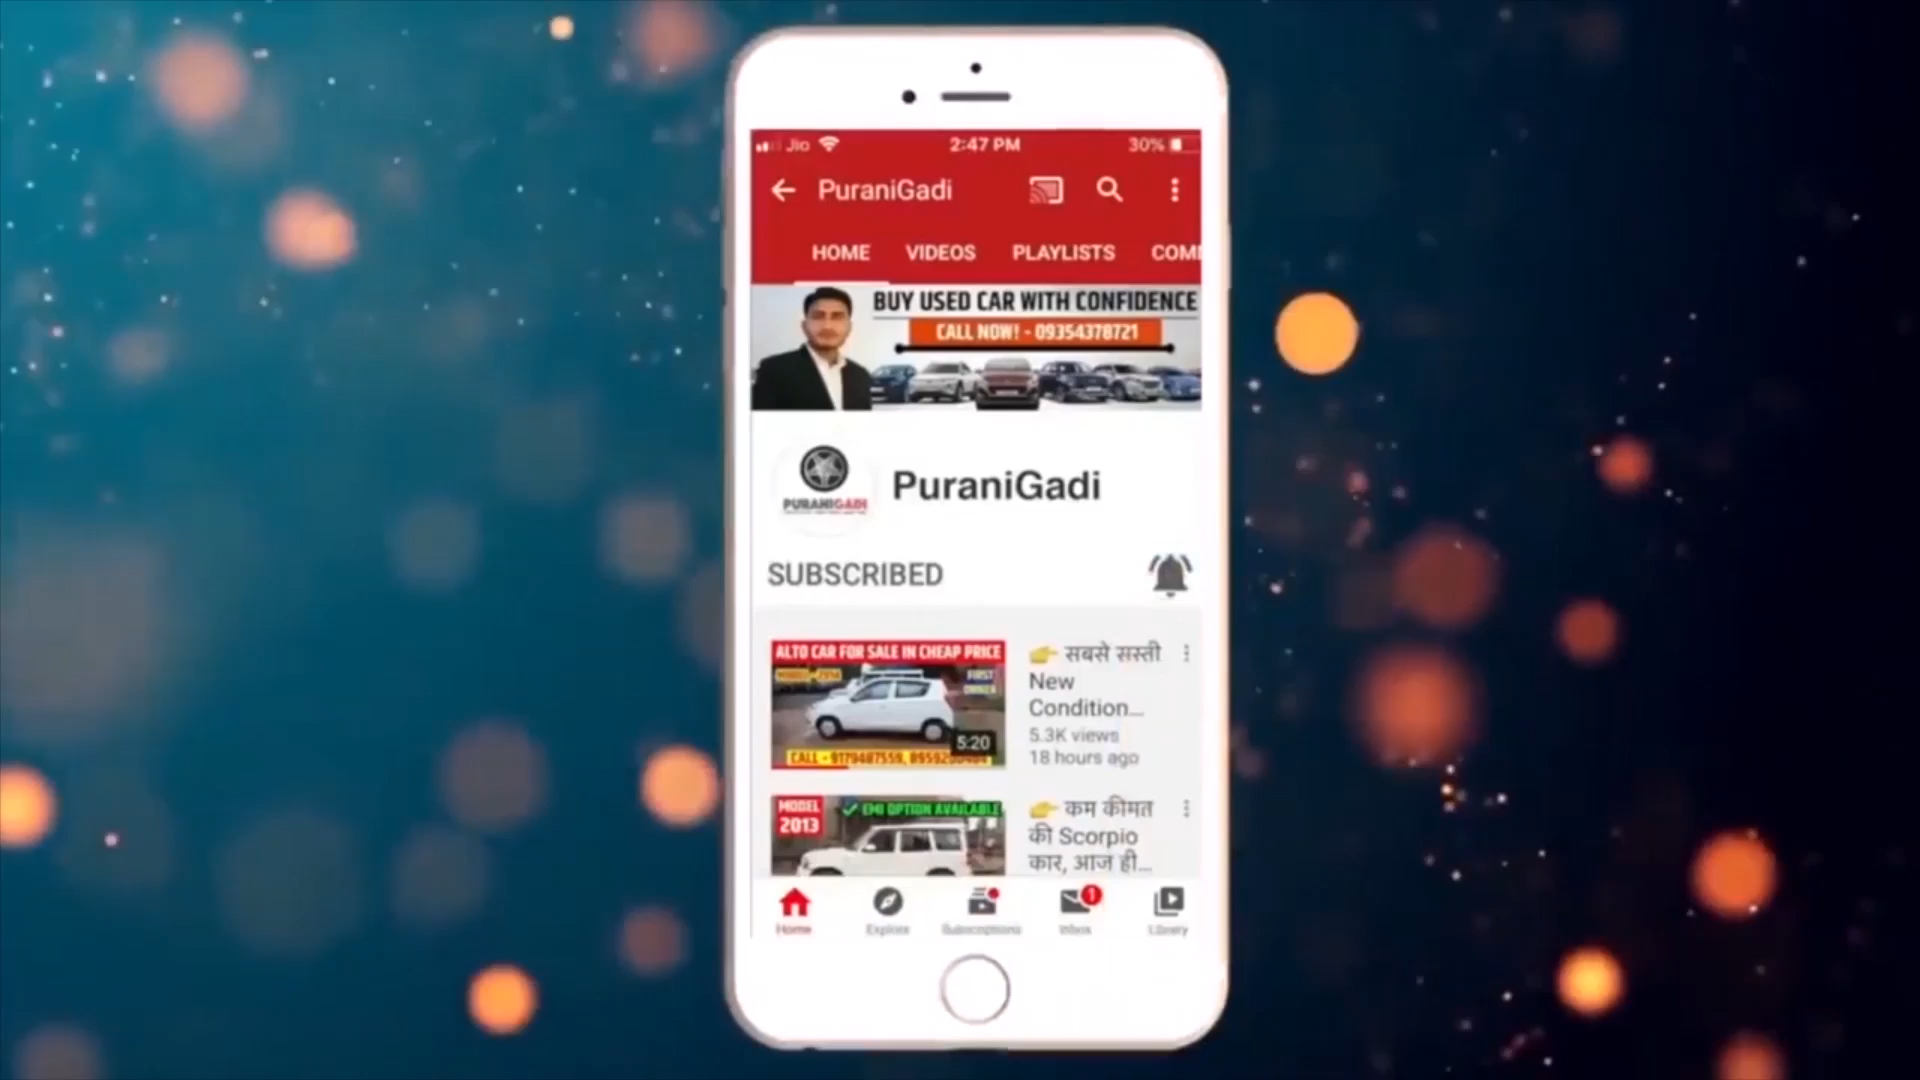 Jio
2:47 PM
30%
PuraniGadi
HOME VIDEOS PLAYLISTS COMI
BUY USED CAR WITH CONFIDENCE
CALL NOW! - 09354378721
PURANIGADI
PuraniGadi
SUBSCRIBED
ALTO CAR FOR SALE IN CHEAP PRICE
FIRST
OWNER
5:20
👉 सबसे सस्ती
New
Condition...
5.3K views
18 hours ago
MODEL
2013
✓ EMI OPTION AVAILABLE
👉 कम कीमत
की Scorpio
कार, आज ही...
1
Home Explore Subscriptions Inbox Library